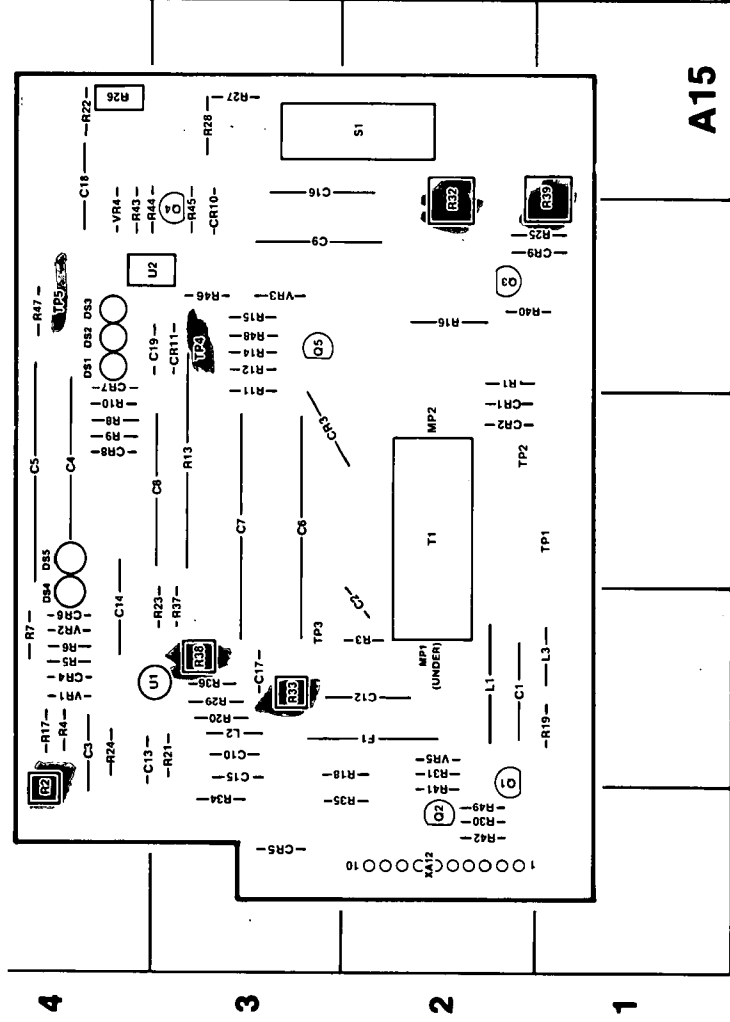 A15
R22
R26
R27
R28
S1
C18
VR4
R43
R44
Q4
R45
CR10
C16
R32
R39
C9
R25
CR9
R47
TP5
U2
Q3
DS3
DS2
DS1
R46
VR3
R16
R40
C19
CR11
TP4
R15
R48
R14
R12
R11
Q5
CR7
R10
R8
R9
CR8
R1
CR1
CR2
C5
C4
C8
R13
CR3
MP2
TP2
C7
C6
T1
TP1
DS5
DS4
C14
R23
R37
C2
R7
CR6
VR2
R6
R5
CR4
VR1
U1
R38
TP3
R3
MP1
(UNDER)
R36
C17
R33
C12
L1
C1
L3
R19
R17
R4
C3
R24
C13
R21
R29
R20
L2
C10
C15
R34
F1
R18
R35
VR5
R31
R41
Q1
Q2
R49
R30
R42
R2
CR5
10
XA12
1
4
3
2
1